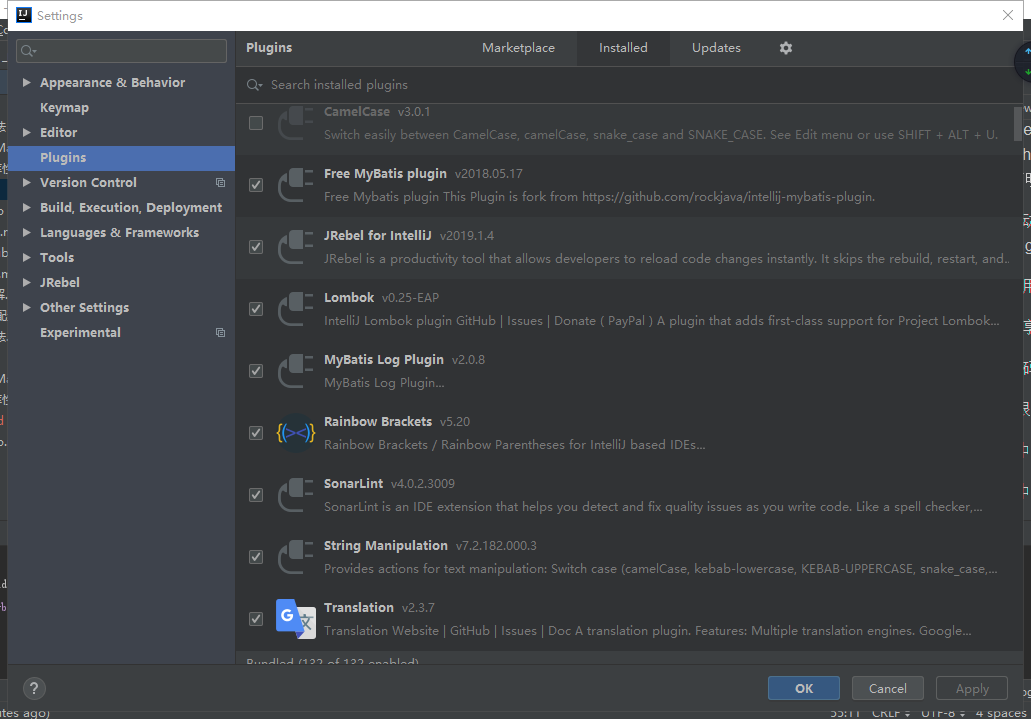 Settings
Plugins
Marketplace
Installed
Updates
Search installed plugins
Appearance & Behavior
Keymap
Editor
Plugins
Version Control
Build, Execution, Deployment
Languages & Frameworks
Tools
JRebel
Other Settings
Experimental
CamelCase v3.0.1
Switch easily between CamelCase, camelCase, snake_case and SNAKE_CASE. See Edit menu or use SHIFT + ALT + U.
Free MyBatis plugin v2018.05.17
Free Mybatis plugin This Plugin is fork from https://github.com/rockjava/intellij-mybatis-plugin.
JRebel for IntelliJ v2019.1.4
JRebel is a productivity tool that allows developers to reload code changes instantly. It skips the rebuild, restart, and..
Lombok v0.25-EAP
IntelliJ Lombok plugin GitHub | Issues | Donate ( PayPal ) A plugin that adds first-class support for Project Lombok...
MyBatis Log Plugin v2.0.8
MyBatis Log Plugin...
Rainbow Brackets v5.20
Rainbow Brackets / Rainbow Parentheses for IntelliJ based IDEs...
SonarLint v4.0.2.3009
SonarLint is an IDE extension that helps you detect and fix quality issues as you write code. Like a spell checker,...
String Manipulation v7.2.182.000.3
Provides actions for text manipulation: Switch case (camelCase, kebab-lowercase, KEBAB-UPPERCASE, snake_case,...
Translation v2.3.7
Translation Website | GitHub | Issues | Doc A translation plugin. Features: Multiple translation engines. Google...
Bundled (132 of 132 enabled)
?
OK
Cancel
Apply
utes ago)
55:11 CRLF UTF-8 4 spaces